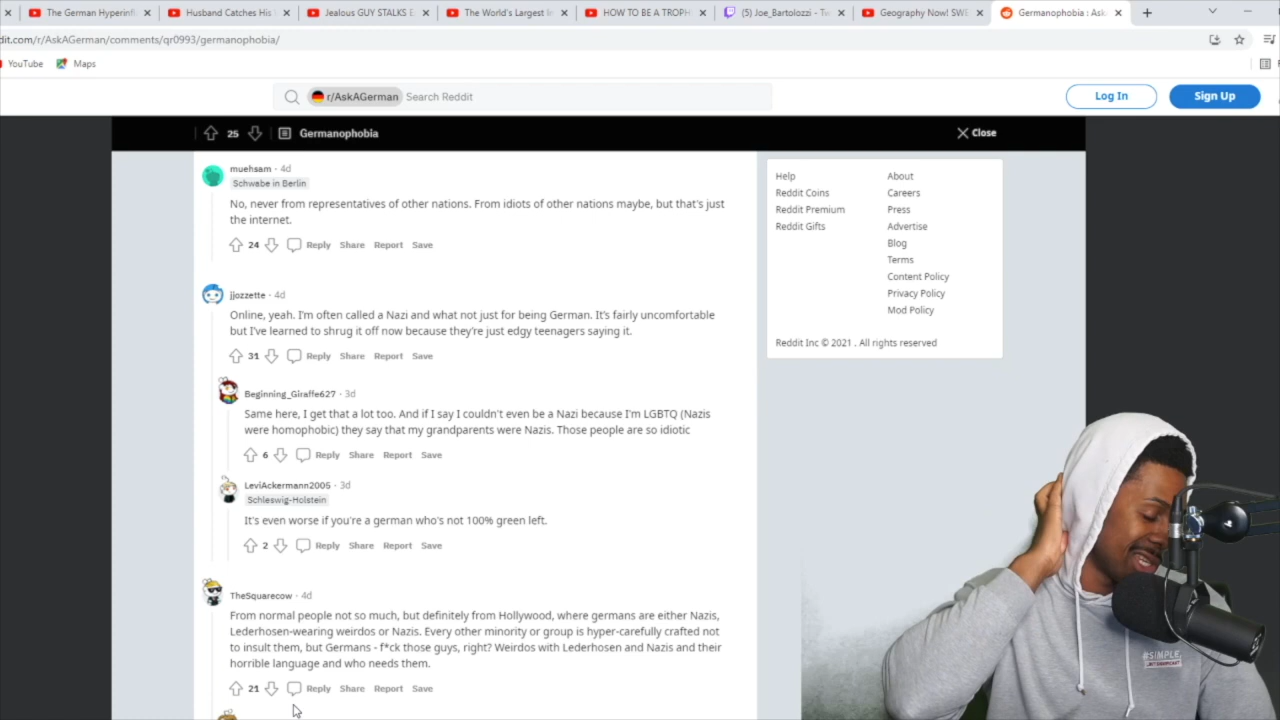 The German Hyperinfl
Husband Catches His
Jealous GUY STALKS E
The World's Largest I
HOW TO BE A TROPH
(5) Joe_Bartolozzi - Tw
Geography Now! SWE
Germanophobia : Ask
dit.com/r/AskAGerman/comments/qr0993/germanophobia/
YouTube
Maps
r/AskAGerman Search Reddit
Log In
Sign Up
25 Germanophobia
Close
muehsam · 4d
Schwabe in Berlin
No, never from representatives of other nations. From idiots of other nations maybe, but that's just
the internet.
24 Reply Share Report Save
jjozzette · 4d
Online, yeah. I'm often called a Nazi and what not just for being German. It's fairly uncomfortable
but I've learned to shrug it off now because they're just edgy teenagers saying it.
31 Reply Share Report Save
Beginning_Giraffe627 · 3d
Same here, I get that a lot too. And if I say I couldn't even be a Nazi because I'm LGBTQ (Nazis
were homophobic) they say that my grandparents were Nazis. Those people are so idiotic
6 Reply Share Report Save
LeviAckermann2005 · 3d
Schleswig-Holstein
It's even worse if you're a german who's not 100% green left.
2 Reply Share Report Save
TheSquarecow · 4d
From normal people not so much, but definitely from Hollywood, where germans are either Nazis,
Lederhosen-wearing weirdos or Nazis. Every other minority or group is hyper-carefully crafted not
to insult them, but Germans - f*ck those guys, right? Weirdos with Lederhosen and Nazis and their
horrible language and who needs them.
21 Reply Share Report Save
Help
About
Reddit Coins
Careers
Reddit Premium
Press
Reddit Gifts
Advertise
Blog
Terms
Content Policy
Privacy Policy
Mod Policy
Reddit Inc © 2021 . All rights reserved
#SIMPLE.